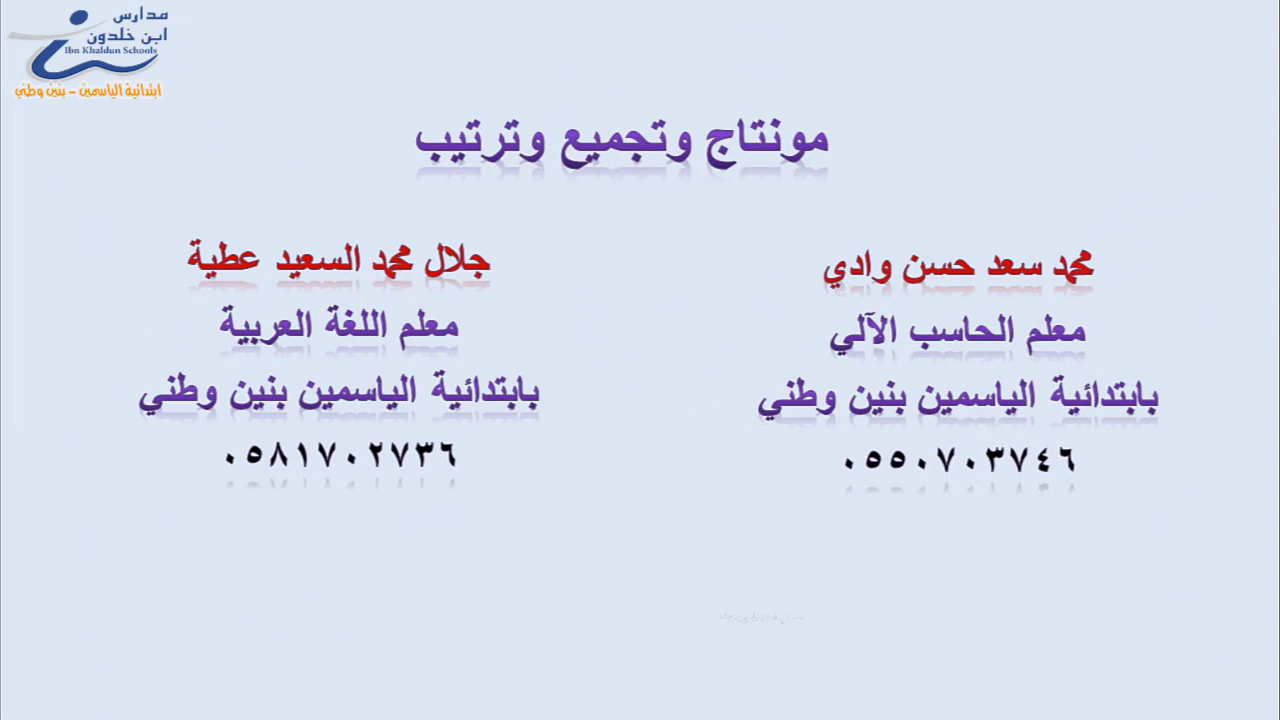 مدارس
ابن خلدون
Ibn Khaldun Schools
ابتدائية الياسمين - بنين وطني
مونتاج وتجميع وترتيب
محمد سعد حسن وادي
معلم الحاسب الآلي
بابتدائية الياسمين بنين وطني
٠٥٥٠٧٠٣٧٤٦
جلال محمد السعيد عطية
معلم اللغة العربية
بابتدائية الياسمين بنين وطني
٠٥٨١٧٠٢٧٣٦